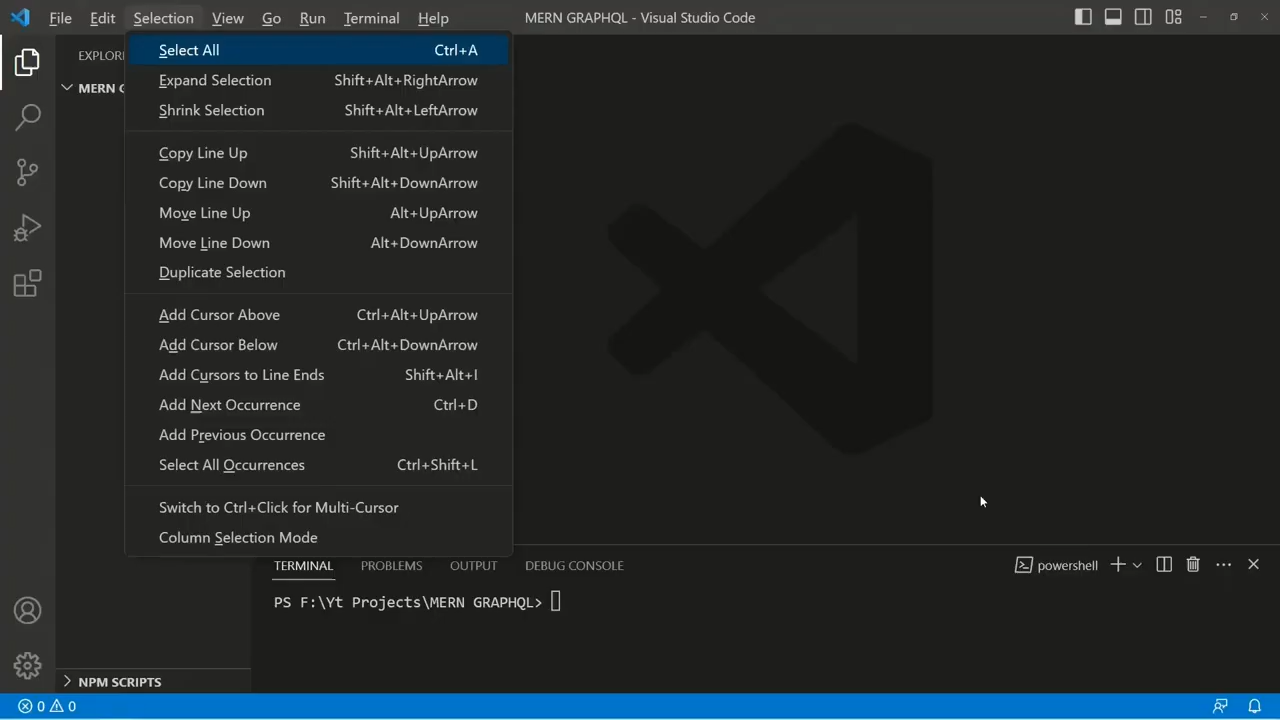 File Edit Selection View Go Run Terminal Help MERN GRAPHQL - Visual Studio Code
EXPLOR
MERN G
Select All Ctrl+A
Expand Selection Shift+Alt+RightArrow
Shrink Selection Shift+Alt+LeftArrow
Copy Line Up Shift+Alt+UpArrow
Copy Line Down Shift+Alt+DownArrow
Move Line Up Alt+UpArrow
Move Line Down Alt+DownArrow
Duplicate Selection
Add Cursor Above Ctrl+Alt+UpArrow
Add Cursor Below Ctrl+Alt+DownArrow
Add Cursors to Line Ends Shift+Alt+I
Add Next Occurrence Ctrl+D
Add Previous Occurrence
Select All Occurrences Ctrl+Shift+L
Switch to Ctrl+Click for Multi-Cursor
Column Selection Mode
TERMINAL PROBLEMS OUTPUT DEBUG CONSOLE powershell
PS F:\Yt Projects\MERN GRAPHQL>
NPM SCRIPTS
0 0